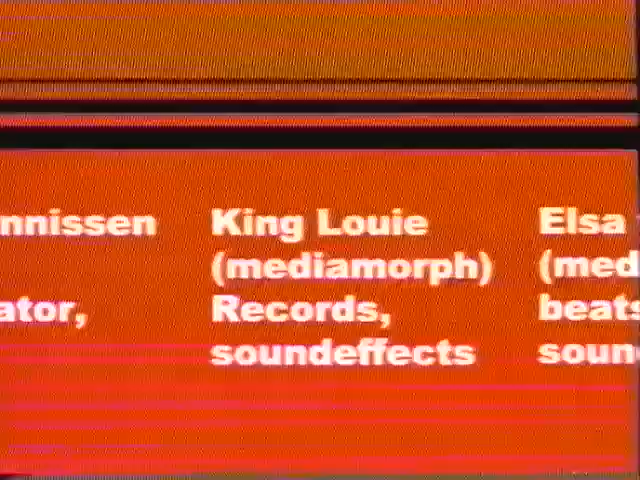 nnissen
ator,
King Louie
(mediamorph)
Records,
soundeffects
Elsa
(med
beats
soun